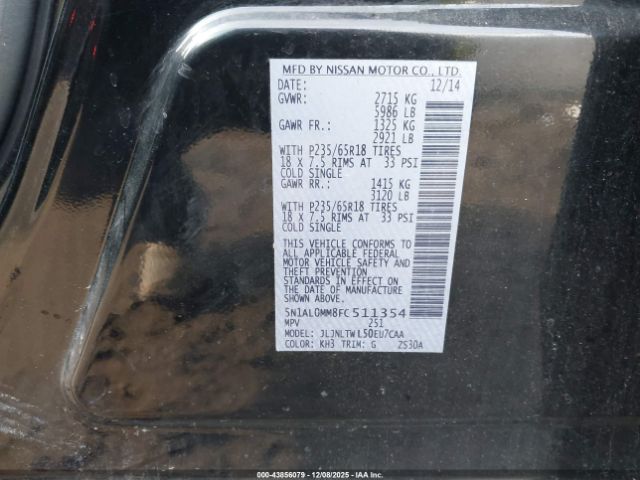 MFD BY NISSAN MOTOR CO., LTD.
DATE: 12/14
GVWR: 2715 KG
5986 LB
GAWR FR.: 1325 KG
2921 LB
WITH P235/65R18 TIRES
18 X 7.5 RIMS AT 33 PSI
COLD SINGLE
GAWR RR.: 1415 KG
3120 LB
WITH P235/65R18 TIRES
18 X 7.5 RIMS AT 33 PSI
COLD SINGLE
THIS VEHICLE CONFORMS TO
ALL APPLICABLE FEDERAL
MOTOR VEHICLE SAFETY AND
THEFT PREVENTION
STANDARDS IN EFFECT ON
THE DATE OF MANUFACTURE
SHOWN ABOVE.
5N1AL0MM8FC511354
MPV 251
MODEL: JLJNLTWL50EU7CAA
COLOR: KH3 TRIM: G ZS30A
000-43856079 - 12/08/2025 - IAA Inc.